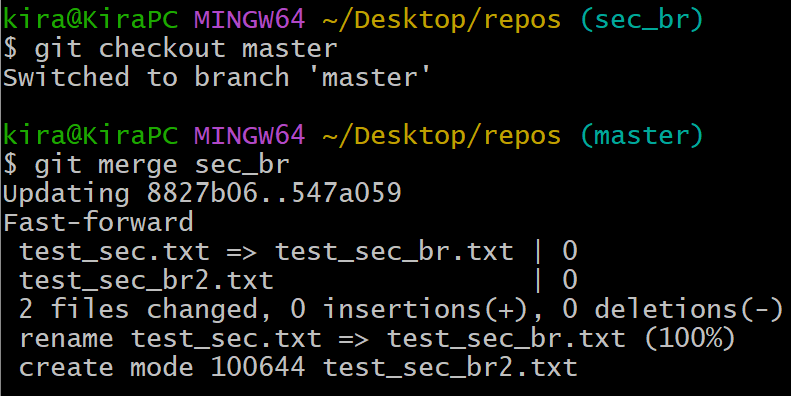 kira@KiraPC MINGW64 ~/Desktop/repos (sec_br)
$ git checkout master
Switched to branch 'master'

kira@KiraPC MINGW64 ~/Desktop/repos (master)
$ git merge sec_br
Updating 8827b06..547a059
Fast-forward
 test_sec.txt => test_sec_br.txt | 0
 test_sec_br2.txt                | 0
 2 files changed, 0 insertions(+), 0 deletions(-)
 rename test_sec.txt => test_sec_br.txt (100%)
 create mode 100644 test_sec_br2.txt